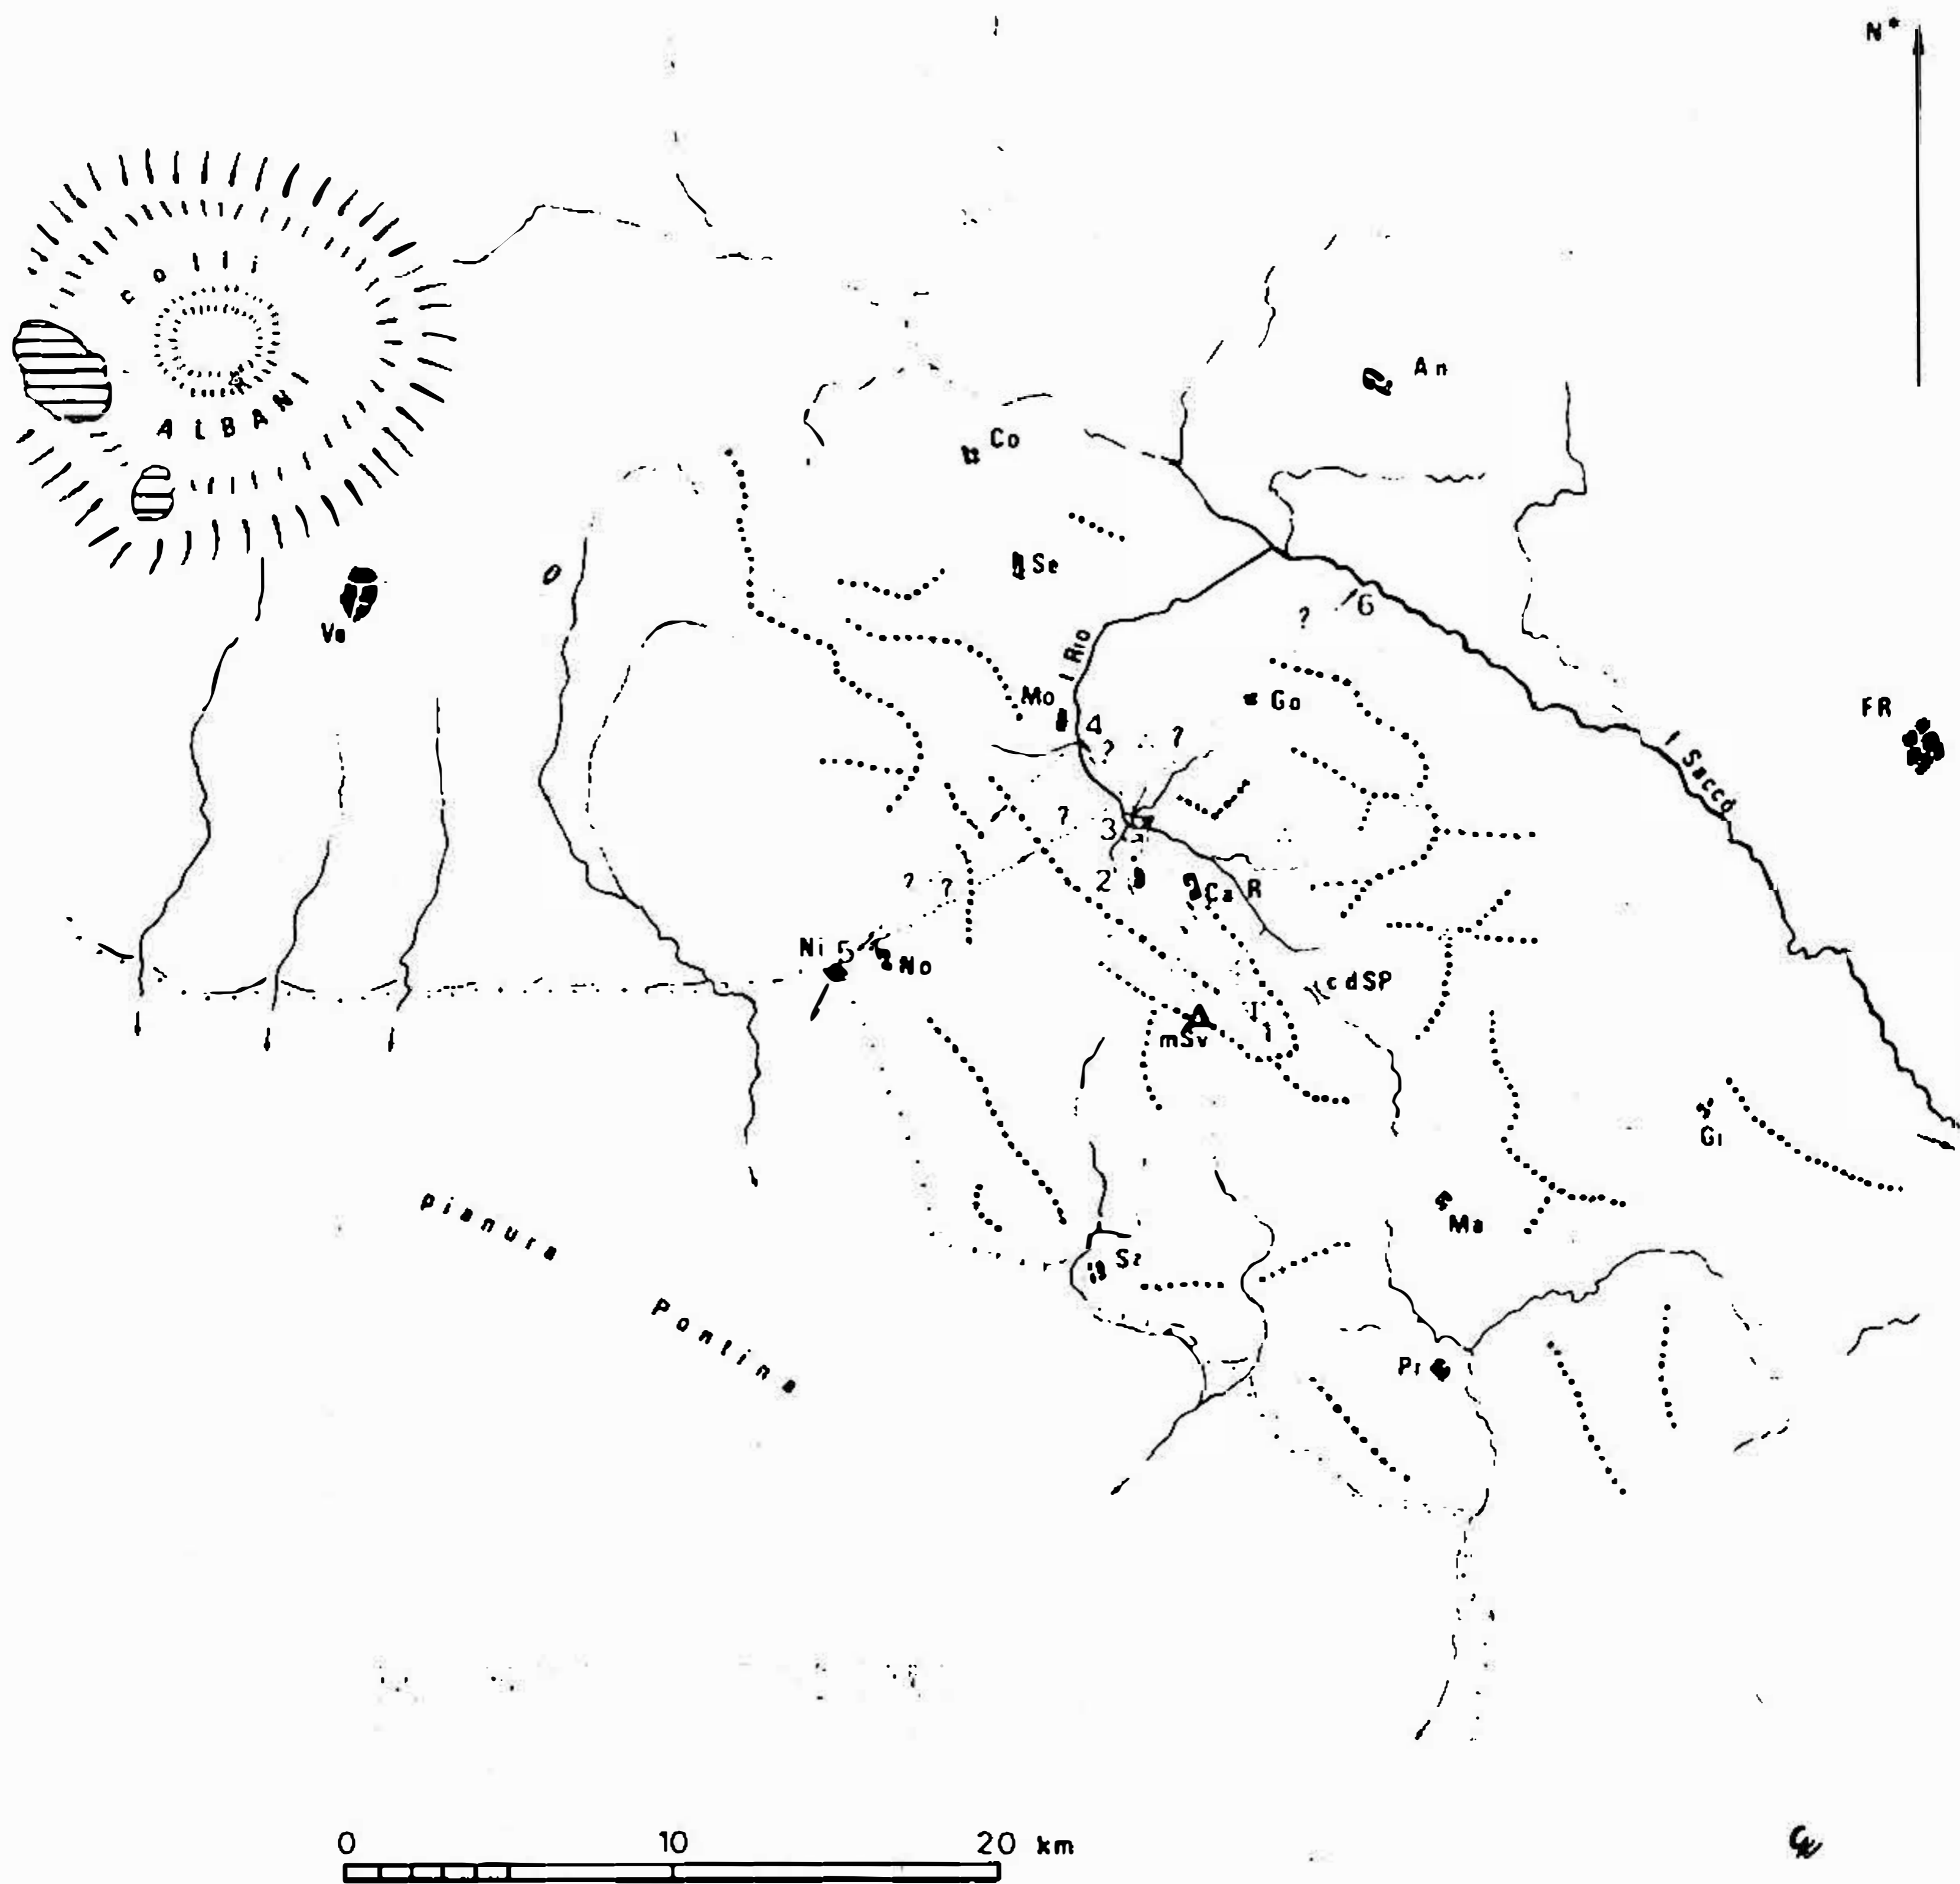 N*
Colli
ALBAN
An
Co
Se
Ve
?
6
f Rio
Mo
4
?
?
Go
FR
f Sacco
?
3
2
Ca
R
?
?
Ni
5
No
cdSP
mSv
1
Gi
Ma
Pianura
Sz
Pontina
Pr
0 10 20 km